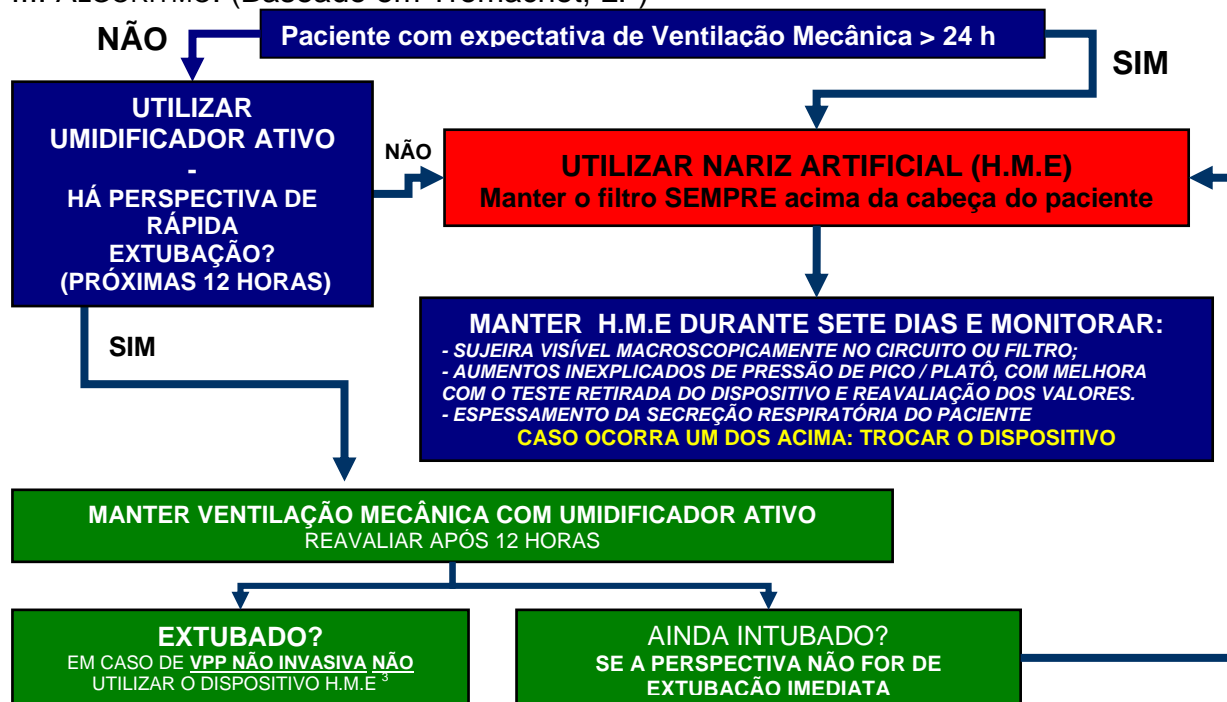 Paciente com expectativa de Ventilação Mecânica > 24 h
NÃO
SIM
UTILIZAR
UMIDIFICADOR ATIVO
-
HÁ PERSPECTIVA DE
RÁPIDA
EXTUBAÇÃO?
(PRÓXIMAS 12 HORAS)
NÃO
UTILIZAR NARIZ ARTIFICIAL (H.M.E)
Manter o filtro SEMPRE acima da cabeça do paciente
SIM
MANTER H.M.E DURANTE SETE DIAS E MONITORAR:
- SUJEIRA VISÍVEL MACROSCOPICAMENTE NO CIRCUITO OU FILTRO;
- AUMENTOS INEXPLICADOS DE PRESSÃO DE PICO / PLATÔ, COM MELHORA
COM O TESTE RETIRADA DO DISPOSITIVO E REAVALIAÇÃO DOS VALORES.
- ESPESSAMENTO DA SECREÇÃO RESPIRATÓRIA DO PACIENTE
CASO OCORRA UM DOS ACIMA: TROCAR O DISPOSITIVO
MANTER VENTILAÇÃO MECÂNICA COM UMIDIFICADOR ATIVO
REAVALIAR APÓS 12 HORAS
EXTUBADO?
EM CASO DE VPP NÃO INVASIVA NÃO
UTILIZAR O DISPOSITIVO H.M.E ³
AINDA INTUBADO?
SE A PERSPECTIVA NÃO FOR DE
EXTUBAÇÃO IMEDIATA